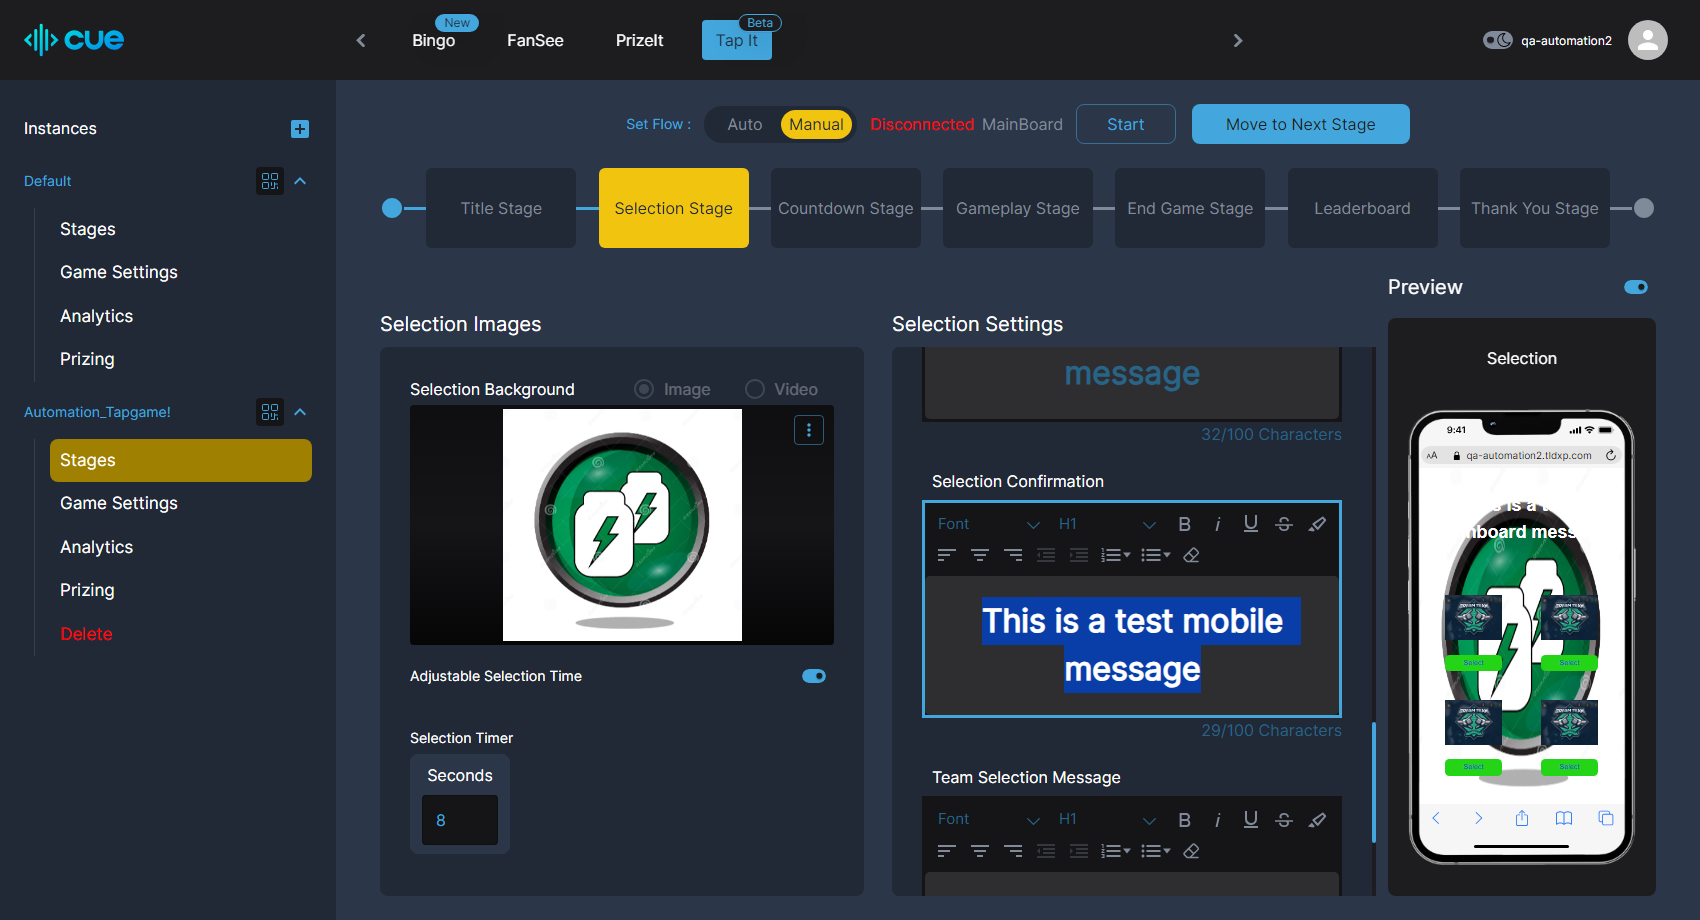 cue
New
Bingo
FanSee
PrizeIt
Beta
Tap It
qa-automation2
Instances
Default
Stages
Game Settings
Analytics
Prizing
Automation_Tapgame!
Stages
Game Settings
Analytics
Prizing
Delete
Set Flow :
Auto
Manual
Disconnected MainBoard
Start
Move to Next Stage
Title Stage
Selection Stage
Countdown Stage
Gameplay Stage
End Game Stage
Leaderboard
Thank You Stage
Selection Images
Selection Background
Image
Video
Adjustable Selection Time
Selection Timer
Seconds
8
Selection Settings
message
32/100 Characters
Selection Confirmation
Font
H1
B i U S
This is a test mobile
message
29/100 Characters
Team Selection Message
Font
H1
B i U S
Preview
Selection
9:41
AA
qa-automation2.tldxp.com
is a t
nboard mess
Select
Select
Select
Select